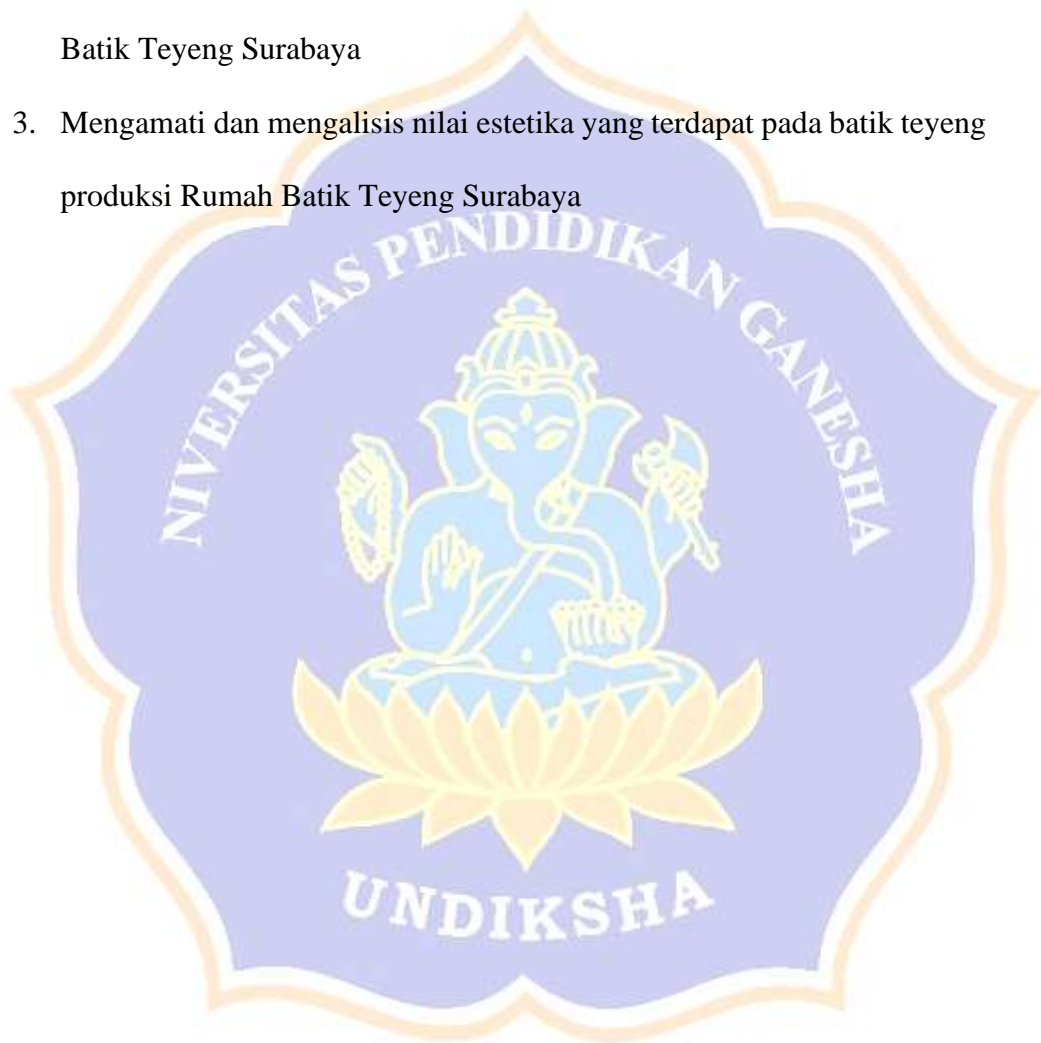 Batik Teyeng Surabaya
3. Mengamati dan mengalisis nilai estetika yang terdapat pada batik teyeng
produksi Rumah Batik Teyeng Surabaya
NIVERSITAS PENDIDIKAN GANESHA
UNDIKSHA